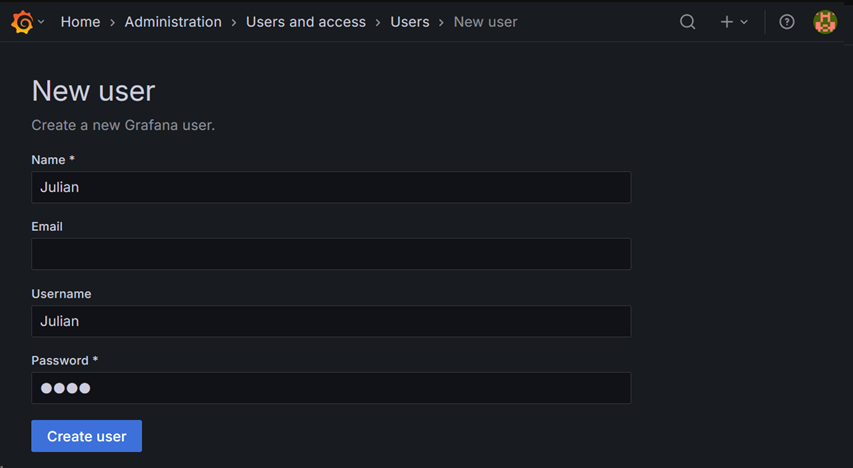 Home › Administration › Users and access › Users › New user
New user
Create a new Grafana user.
Name *
Julian
Email
Username
Julian
Password *
●●●●
Create user